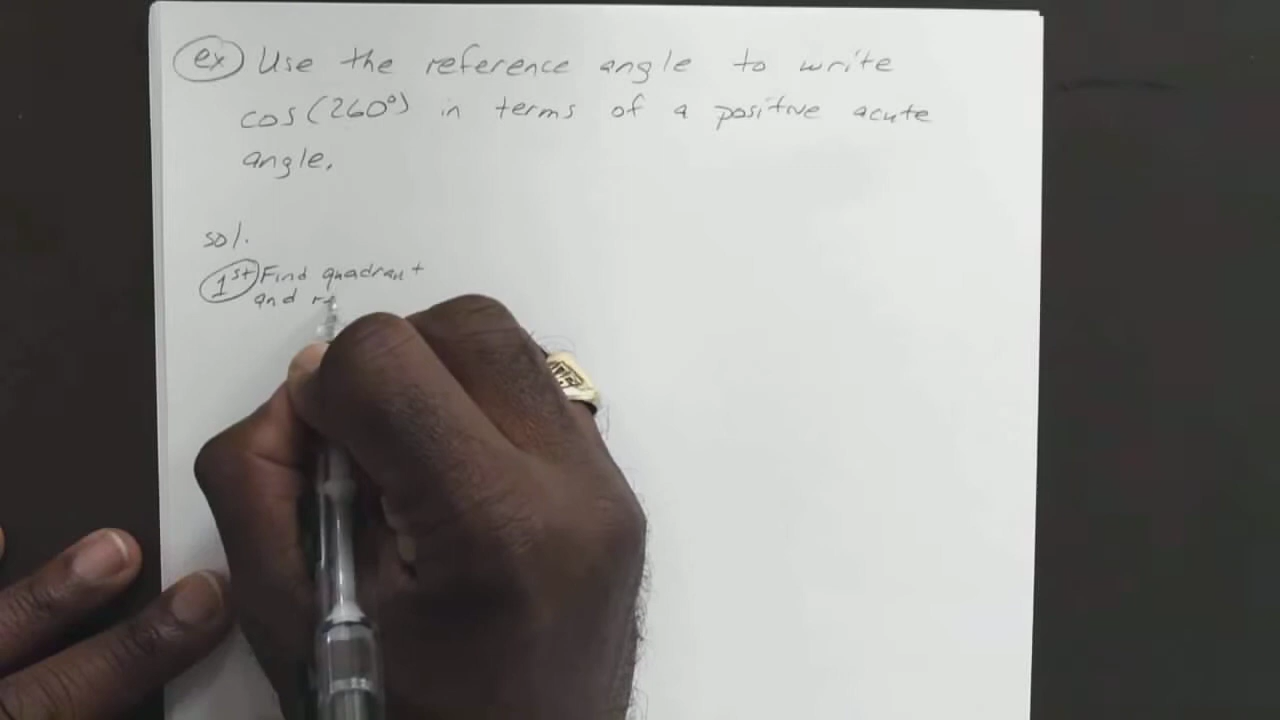 ex Use the reference angle to write
cos(260°) in terms of a positive acute
angle.
sol.
1st Find quadrant
and re